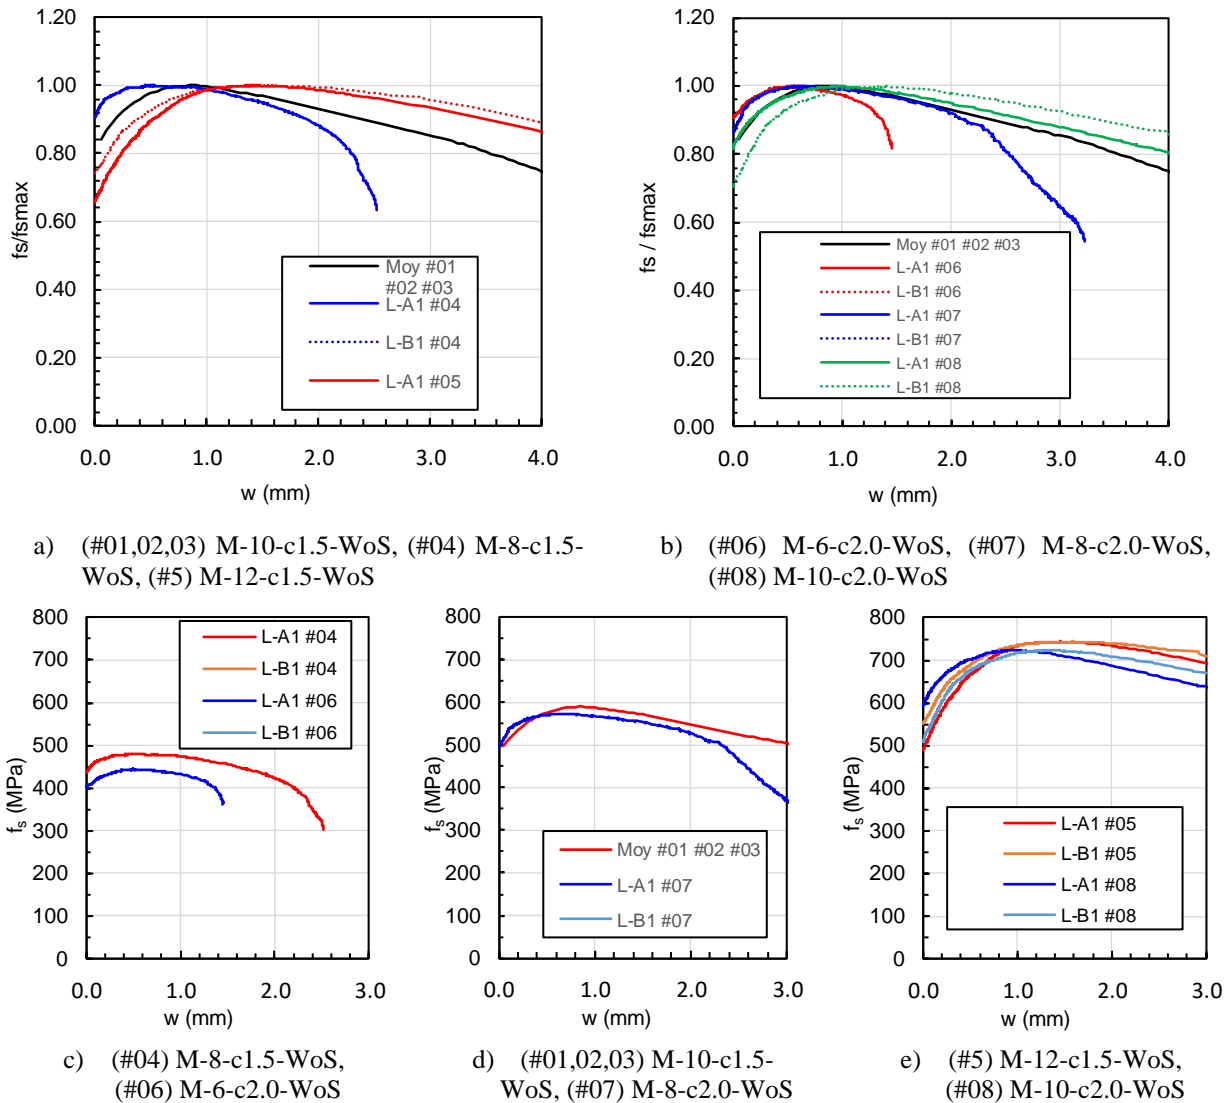 1.20
1.00
0.80
0.60
0.40
0.20
0.00
fs/fsmax
0.0 1.0 2.0 3.0 4.0
w (mm)
Moy #01
#02 #03
L-A1 #04
L-B1 #04
L-A1 #05
1.20
1.00
0.80
0.60
0.40
0.20
0.00
fs / fsmax
0.0 1.0 2.0 3.0 4.0
w (mm)
Moy #01 #02 #03
L-A1 #06
L-B1 #06
L-A1 #07
L-B1 #07
L-A1 #08
L-B1 #08
a) (#01,02,03) M-10-c1.5-WoS, (#04) M-8-c1.5-
WoS, (#5) M-12-c1.5-WoS
b) (#06) M-6-c2.0-WoS, (#07) M-8-c2.0-WoS,
(#08) M-10-c2.0-WoS
800
700
600
500
400
300
200
100
0
fs (MPa)
0.0 1.0 2.0 3.0
w (mm)
L-A1 #04
L-B1 #04
L-A1 #06
L-B1 #06
800
700
600
500
400
300
200
100
0
fs (MPa)
0.0 1.0 2.0 3.0
w (mm)
Moy #01 #02 #03
L-A1 #07
L-B1 #07
800
700
600
500
400
300
200
100
0
fs (MPa)
0.0 1.0 2.0 3.0
w (mm)
L-A1 #05
L-B1 #05
L-A1 #08
L-B1 #08
c) (#04) M-8-c1.5-WoS,
(#06) M-6-c2.0-WoS
d) (#01,02,03) M-10-c1.5-
WoS, (#07) M-8-c2.0-WoS
e) (#5) M-12-c1.5-WoS,
(#08) M-10-c2.0-WoS